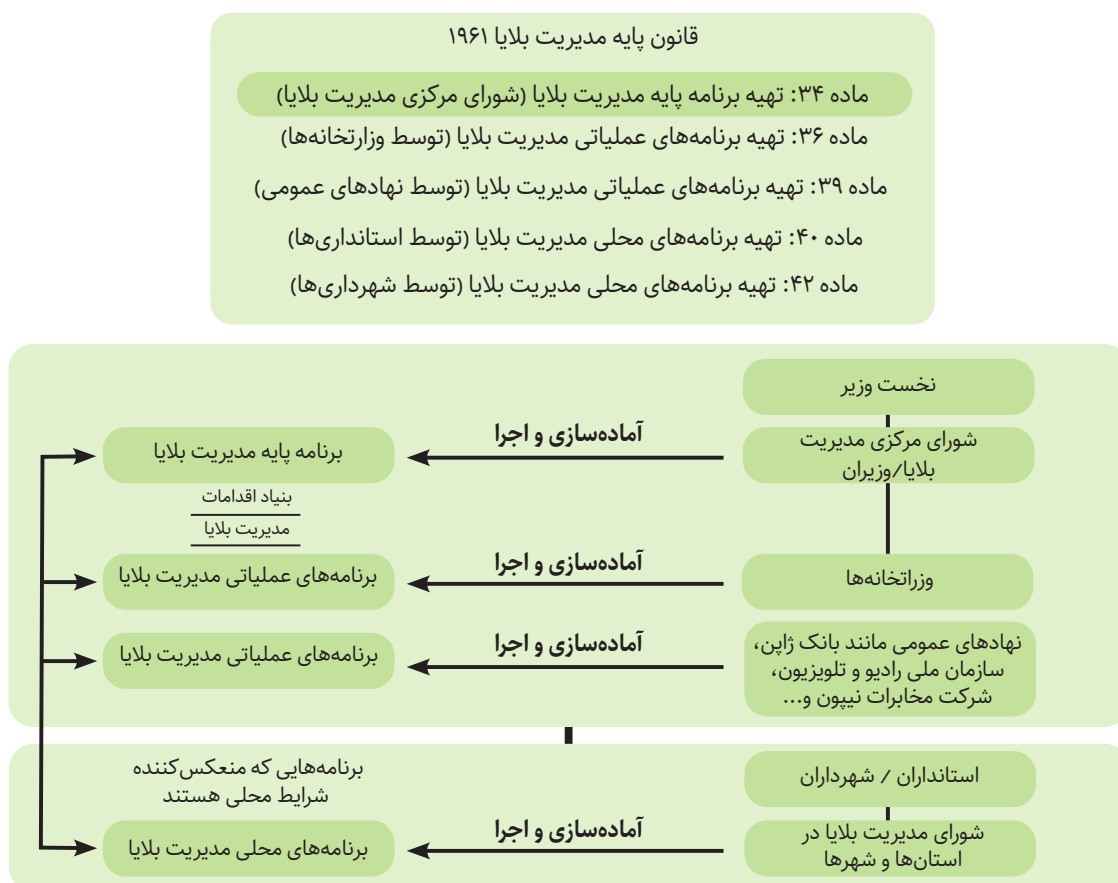 قانون پایه مدیریت بلایا ۱۹۶۱
ماده ۳۴: تهیه برنامه پایه مدیریت بلایا (شورای مرکزی مدیریت بلایا)
ماده ۳۶: تهیه برنامه‌های عملیاتی مدیریت بلایا (توسط وزارتخانه‌ها)
ماده ۳۹: تهیه برنامه‌های عملیاتی مدیریت بلایا (توسط نهادهای عمومی)
ماده ۴۰: تهیه برنامه‌های محلی مدیریت بلایا (توسط استانداری‌ها)
ماده ۴۲: تهیه برنامه‌های محلی مدیریت بلایا (توسط شهرداری‌ها)
نخست وزیر
شورای مرکزی مدیریت
بلایا/وزیران
آماده‌سازی و اجرا
برنامه پایه مدیریت بلایا
بنیاد اقدامات
مدیریت بلایا
وزراتخانه‌ها
آماده‌سازی و اجرا
برنامه‌های عملیاتی مدیریت بلایا
نهادهای عمومی مانند بانک ژاپن،
سازمان ملی رادیو و تلویزیون،
شرکت مخابرات نیپون و...
آماده‌سازی و اجرا
برنامه‌های عملیاتی مدیریت بلایا
استانداران / شهرداران
برنامه‌هایی که منعکس‌کننده
شرایط محلی هستند
شورای مدیریت بلایا در
استان‌ها و شهرها
آماده‌سازی و اجرا
برنامه‌های محلی مدیریت بلایا